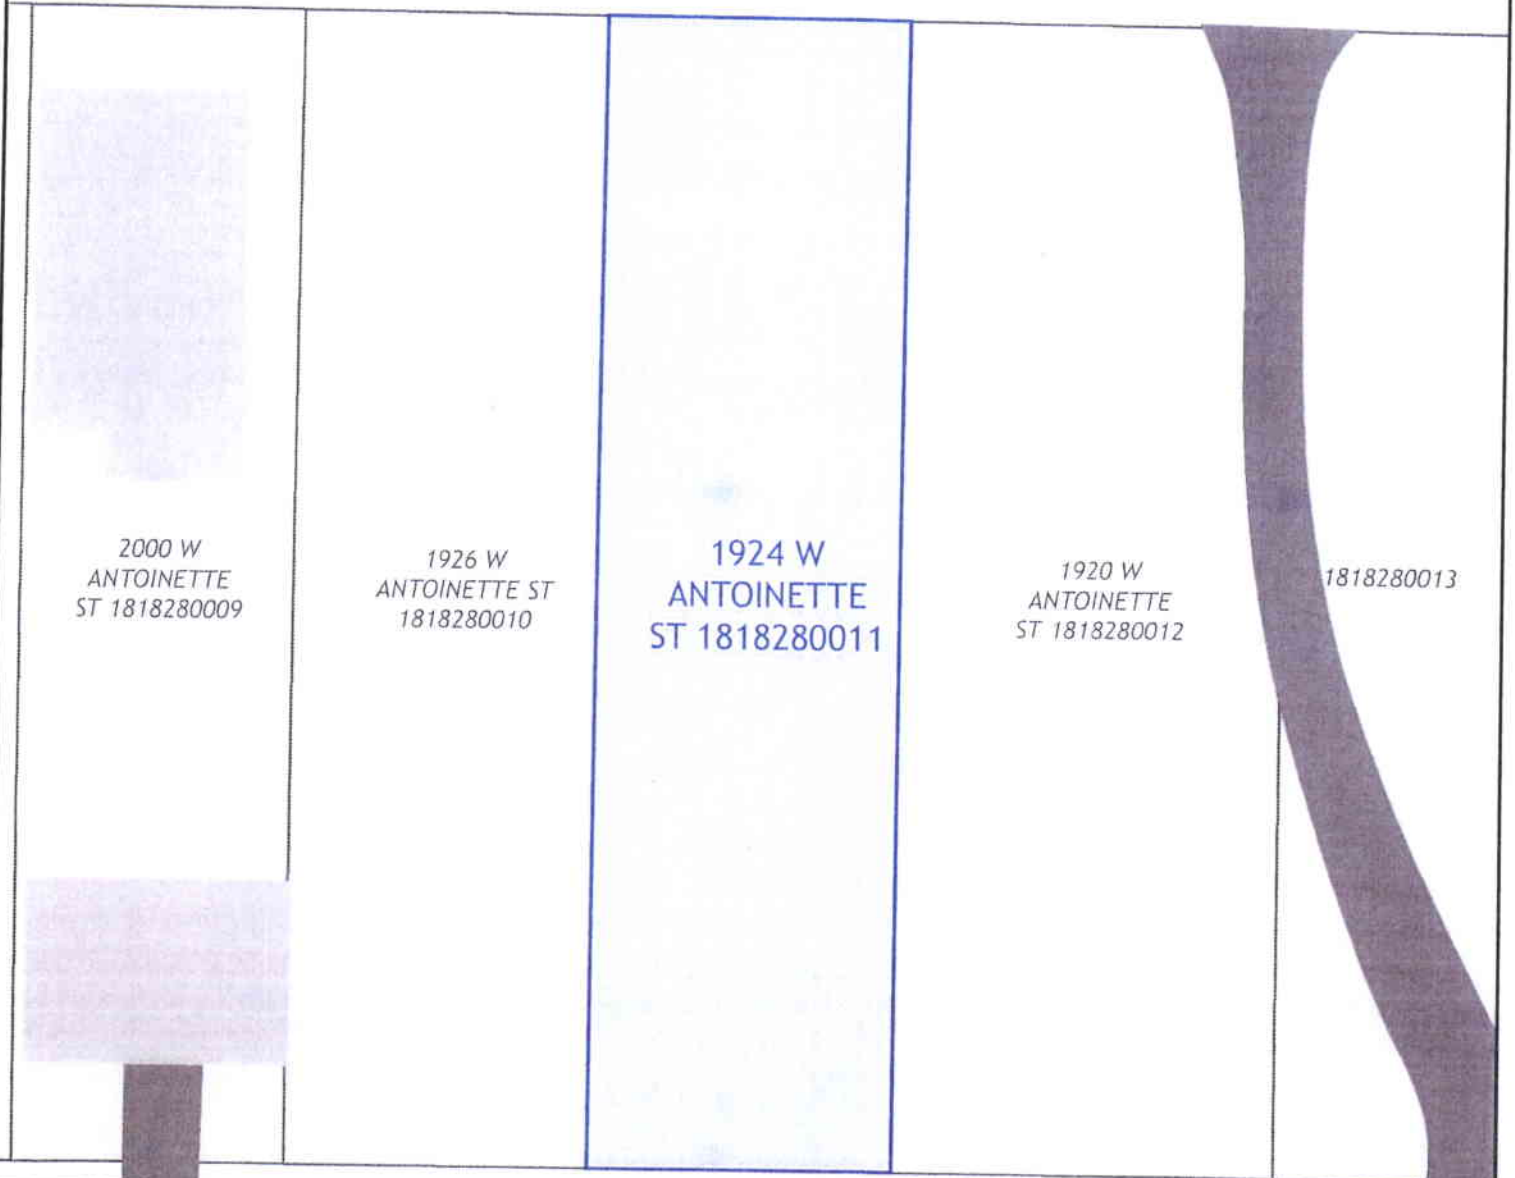 2000 W
ANTOINETTE
ST 1818280009
1926 W
ANTOINETTE ST
1818280010
1924 W
ANTOINETTE
ST 1818280011
1920 W
ANTOINETTE
ST 1818280012
1818280013